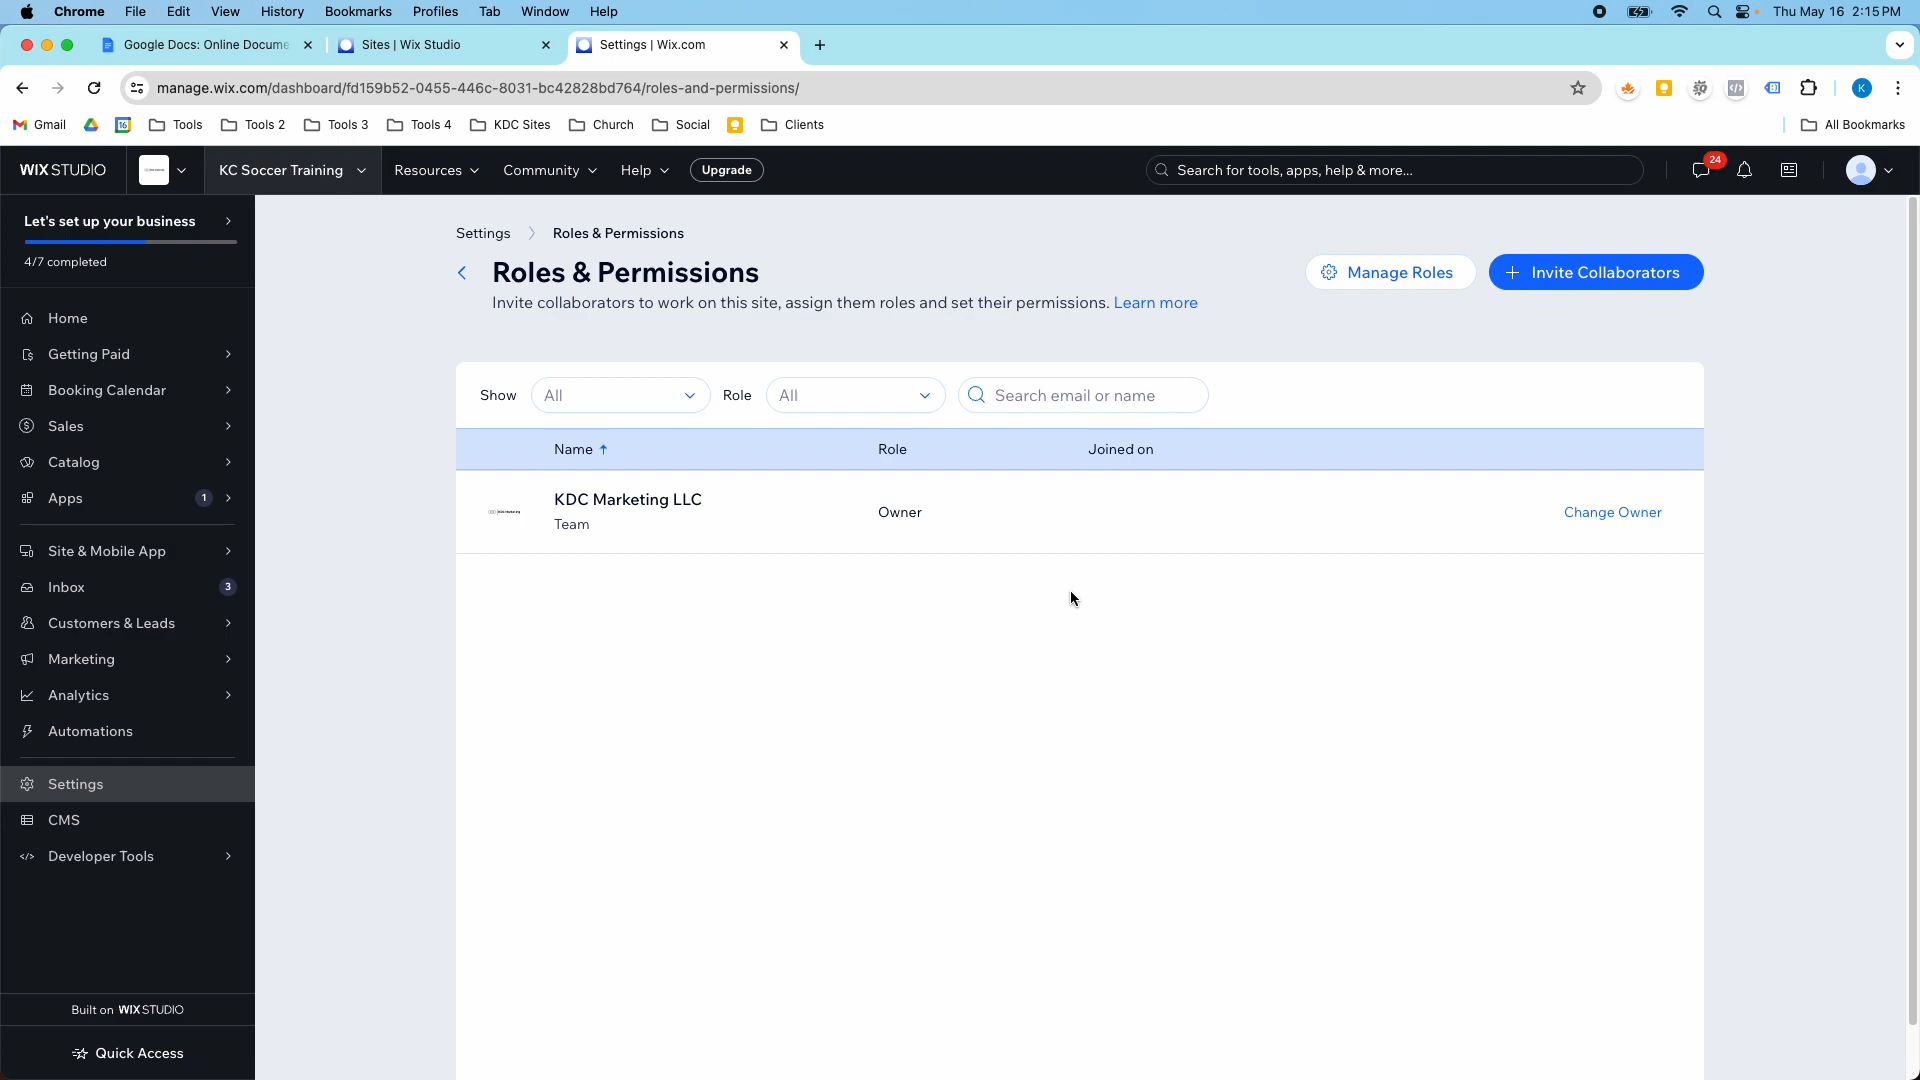 Chrome File Edit View History Bookmarks Profiles Tab Window Help Thu May 16 2:15 PM
Google Docs: Online Docume Sites | Wix Studio Settings | Wix.com
manage.wix.com/dashboard/fd159b52-0455-446c-8031-bc42828bd764/roles-and-permissions/ K
Gmail 16 Tools Tools 2 Tools 3 Tools 4 KDC Sites Church Social Clients All Bookmarks
WIX STUDIO KC Soccer Training Resources Community Help Upgrade Search for tools, apps, help & more... 24
Let's set up your business
4/7 completed
Home
Getting Paid
Booking Calendar
Sales
Catalog
Apps 1
Site & Mobile App
Inbox 3
Customers & Leads
Marketing
Analytics
Automations
Settings
CMS
Developer Tools
Built on WIX STUDIO
Quick Access
Settings Roles & Permissions
Roles & Permissions
Manage Roles
Invite Collaborators
Invite collaborators to work on this site, assign them roles and set their permissions. Learn more
Show All Role All Search email or name
Name Role Joined on
KDC Marketing LLC
Team
Owner
Change Owner